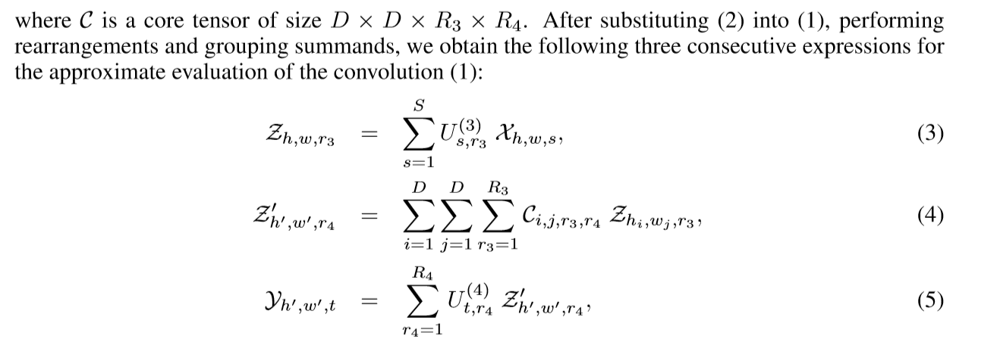 where $\mathcal{C}$ is a core tensor of size $D \times D \times R_3 \times R_4$. After substituting (2) into (1), performing
rearrangements and grouping summands, we obtain the following three consecutive expressions for
the approximate evaluation of the convolution (1):
$\mathcal{Z}_{h,w,r_3} = \sum_{s=1}^{S} U^{(3)}_{s,r_3} \mathcal{X}_{h,w,s},$ (3)
$\mathcal{Z}'_{h',w',r_4} = \sum_{i=1}^{D} \sum_{j=1}^{D} \sum_{r_3=1}^{R_3} \mathcal{C}_{i,j,r_3,r_4} \mathcal{Z}_{h_i,w_j,r_3},$ (4)
$\mathcal{Y}_{h',w',t} = \sum_{r_4=1}^{R_4} U^{(4)}_{t,r_4} \mathcal{Z}'_{h',w',r_4},$ (5)